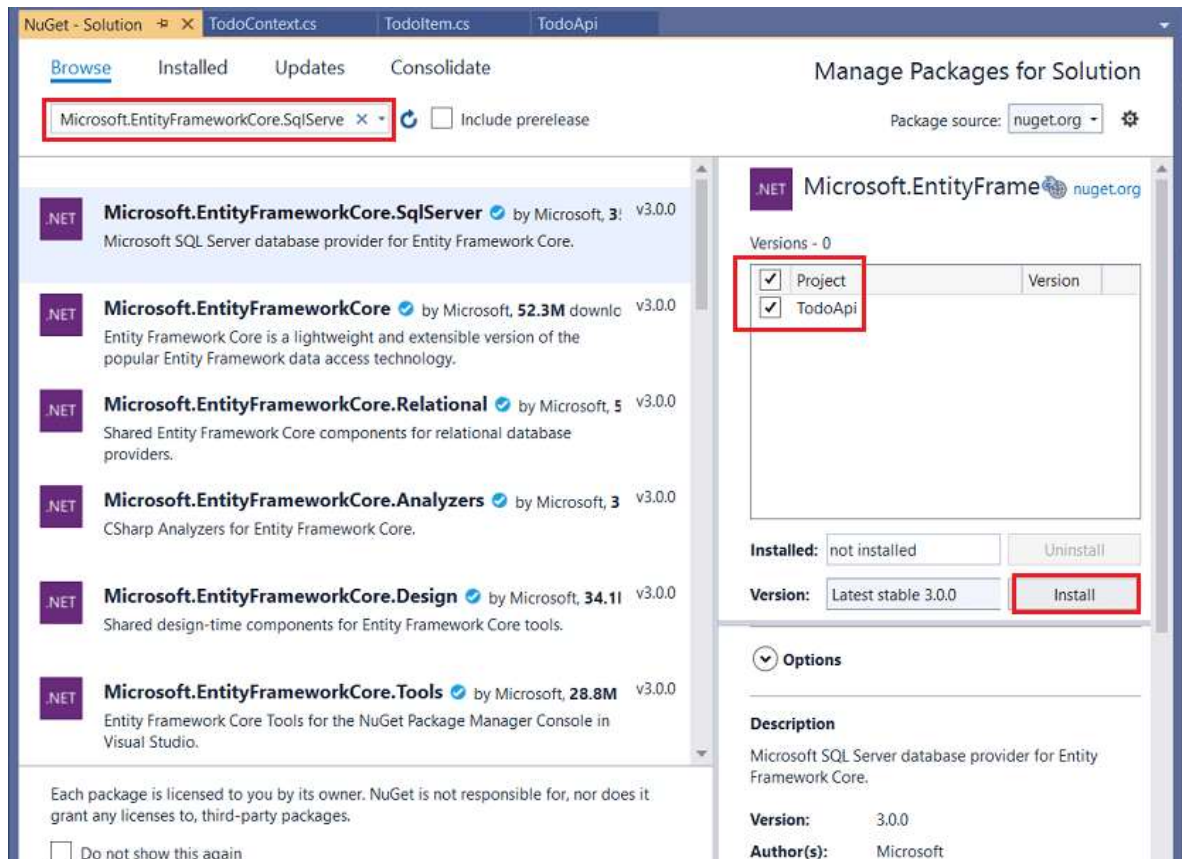 NuGet - Solution TodoContext.cs TodoItem.cs TodoApi
Browse Installed Updates Consolidate
Manage Packages for Solution
Microsoft.EntityFrameworkCore.SqlServe
Include prerelease
Package source: nuget.org
.NET
Microsoft.EntityFrameworkCore.SqlServer by Microsoft, v3.0.0
Microsoft SQL Server database provider for Entity Framework Core.
.NET
Microsoft.EntityFrameworkCore by Microsoft, 52.3M downlo v3.0.0
Entity Framework Core is a lightweight and extensible version of the
popular Entity Framework data access technology.
.NET
Microsoft.EntityFrameworkCore.Relational by Microsoft, 5 v3.0.0
Shared Entity Framework Core components for relational database
providers.
.NET
Microsoft.EntityFrameworkCore.Analyzers by Microsoft, 3 v3.0.0
CSharp Analyzers for Entity Framework Core.
.NET
Microsoft.EntityFrameworkCore.Design by Microsoft, v3.0.0
Shared design-time components for Entity Framework Core tools.
.NET
Microsoft.EntityFrameworkCore.Tools by Microsoft, 28.8M v3.0.0
Entity Framework Core Tools for the NuGet Package Manager Console in
Visual Studio.
Each package is licensed to you by its owner. NuGet is not responsible for, nor does it
grant any licenses to, third-party packages.
Do not show this again
.NET
Microsoft.EntityFrame nuget.org
Versions - 0
Project Version
TodoApi
Installed: not installed Uninstall
Version: Latest stable 3.0.0 Install
Options
Description
Microsoft SQL Server database provider for Entity
Framework Core.
Version: 3.0.0
Author(s): Microsoft